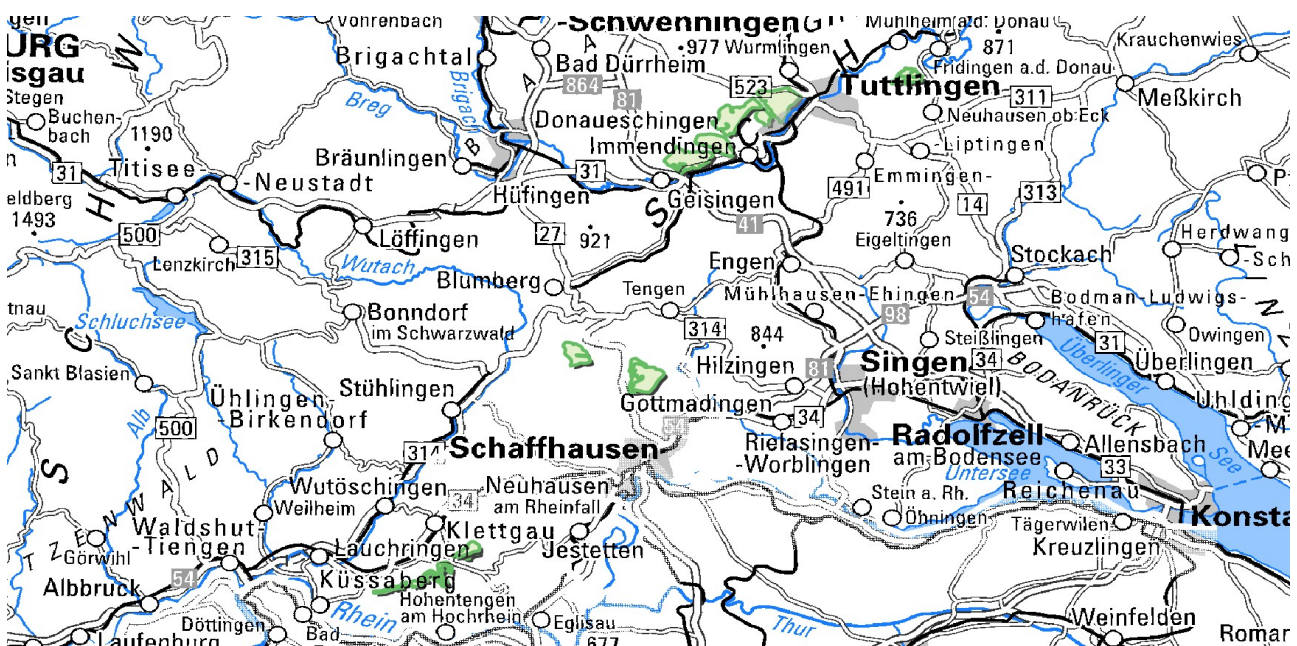 Vöhrenbach
-Schwenningen
Mühlheim a.d. Donau
URG
isgau
W
Brigachtal
A
977
Wurmlingen
H
871
Krauchenwies
Bad Dürrheim
Fridingen a.d. Donau
Stegen
Buchen-
bach
1190
Breg
Brigach
A
864
81
523
Tuttlingen
311
Meßkirch
Neuhausen ob Eck
Donaueschingen
Immendingen
-Liptingen
Titisee
31
Bräunlingen
B
31
Emmingen-
313
-Neustadt
Hüfingen
Geisingen
491
14
eldberg
1493
H
500
S
41
736
Herdwang
Löffingen
27
921
Eigeltingen
Lenzkirch
315
Wutach
Engen
Stockach
-Sch
Blumberg
Tengen
Mühlhausen-Ehingen
54
Bodman-Ludwigs-
hafen
tnau
Schluchsee
Bonndorf
im Schwarzwald
314
844
98
Steißlingen
31
Owingen
Hilzingen
81
Singen
(Hohentwiel)
34
Überlinger
See
Überlingen
Sankt Blasien
Stühlingen
BODANRÜCK
Uhlding
Ühlingen-
-Birkendorf
Gottmadingen
34
Alb
500
54
314
Schaffhausen
Rielasingen-
-Worblingen
Radolfzell
am-Bodensee
Allensbach
33
Untersee
Reichenau
S
Wutöschingen
Weilheim
34
Neuhausen
am Rheinfall
Stein a. Rh.
Öhningen
Konsta
Waldshut-
-Tiengen
Klettgau
Jestetten
Tägerwilen
Kreuzlingen
Görwihl
Lauchringen
Albbruck
54
Küssaberg
Hohentengen
am Hochrhein
Rhein
Döttingen
Bad
Eglisau
Thur
Weinfelden
Laufenburg
677
Roman